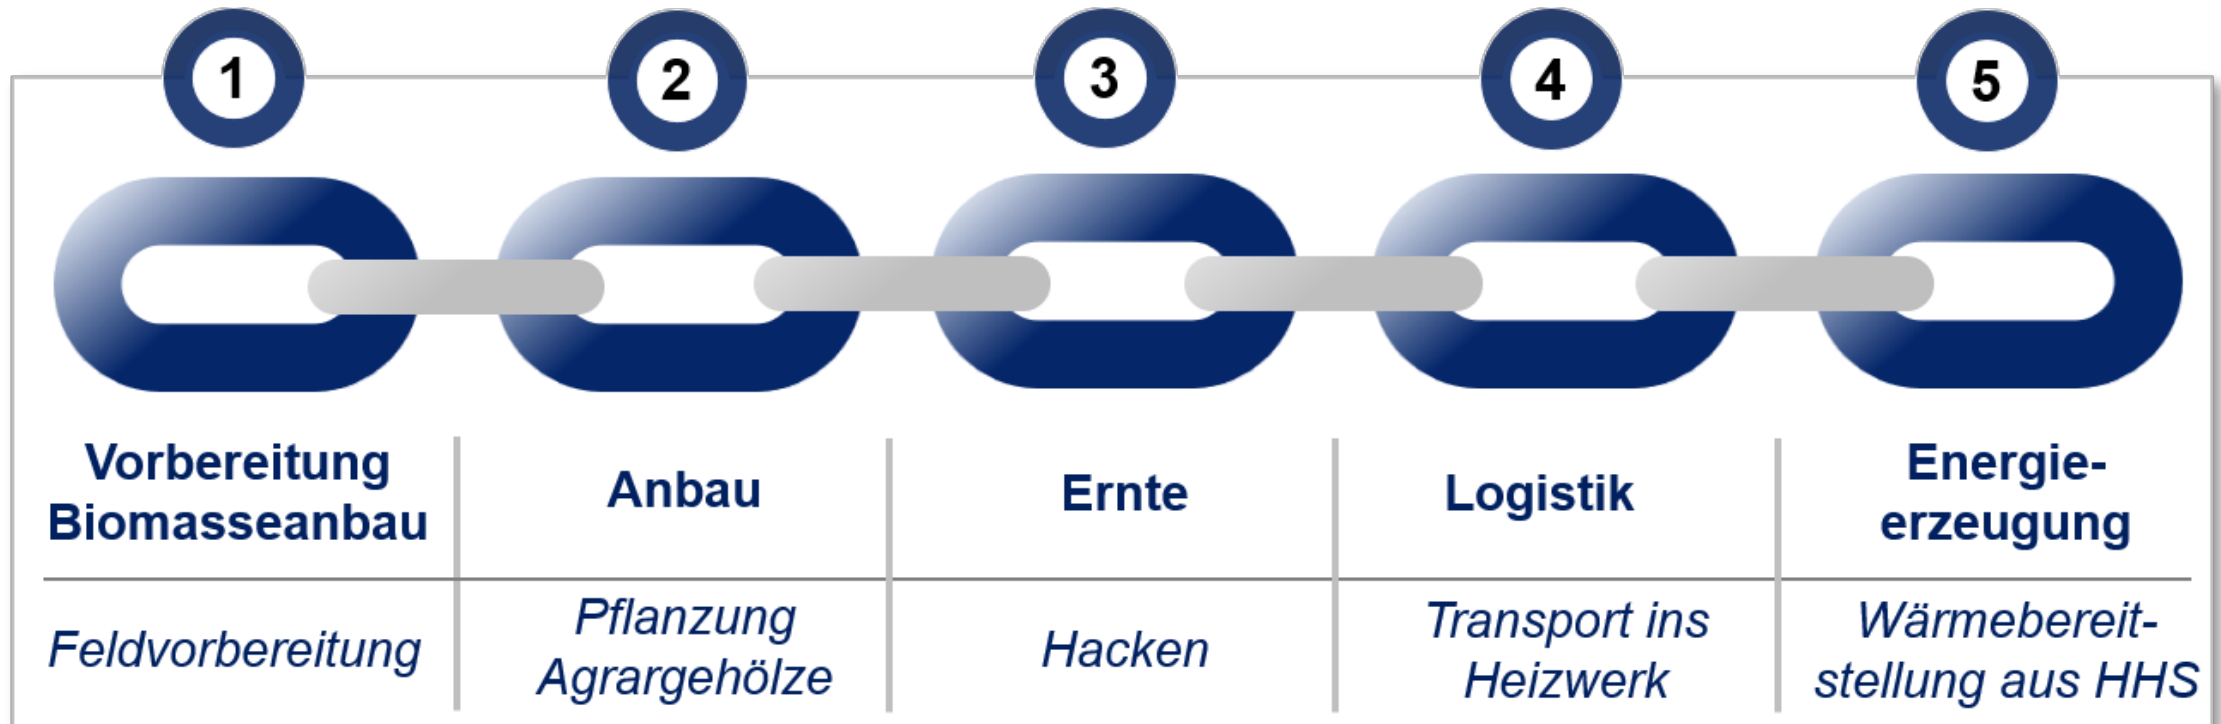 1
2
3
4
5
Vorbereitung
Biomasseanbau
Anbau
Ernte
Logistik
Energie-
erzeugung
Feldvorbereitung
Pflanzung
Agrargehölze
Hacken
Transport ins
Heizwerk
Wärmebereit-
stellung aus HHS